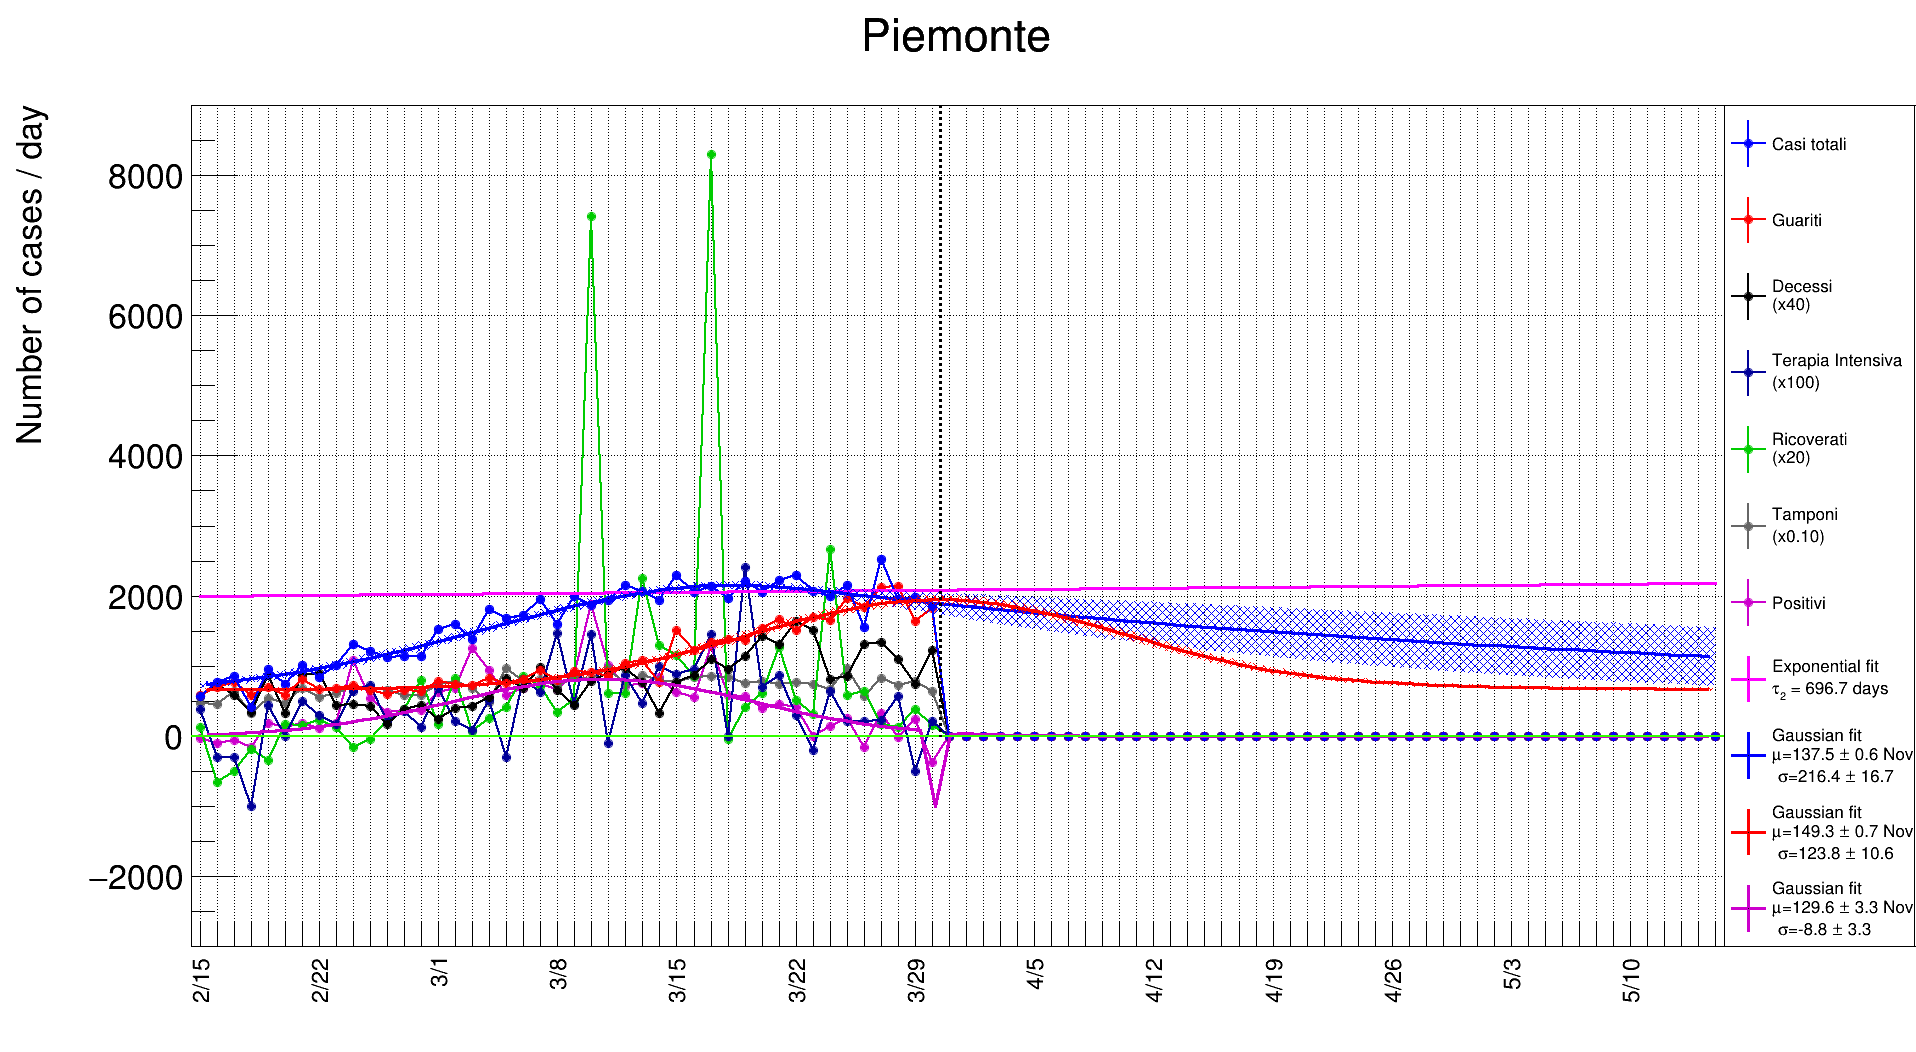 Piemonte
Number of cases / day
8000
6000
4000
2000
0
−2000
2/15
2/22
3/1
3/8
3/15
3/22
3/29
4/5
4/12
4/19
4/26
5/3
5/10
Casi totali
Guariti
Decessi
(x40)
Terapia Intensiva
(x100)
Ricoverati
(x20)
Tamponi
(x0.10)
Positivi
Exponential fit
τ₂ = 696.7 days
Gaussian fit
μ=137.5 ± 0.6 Nov
σ=216.4 ± 16.7
Gaussian fit
μ=149.3 ± 0.7 Nov
σ=123.8 ± 10.6
Gaussian fit
μ=129.6 ± 3.3 Nov
σ=-8.8 ± 3.3